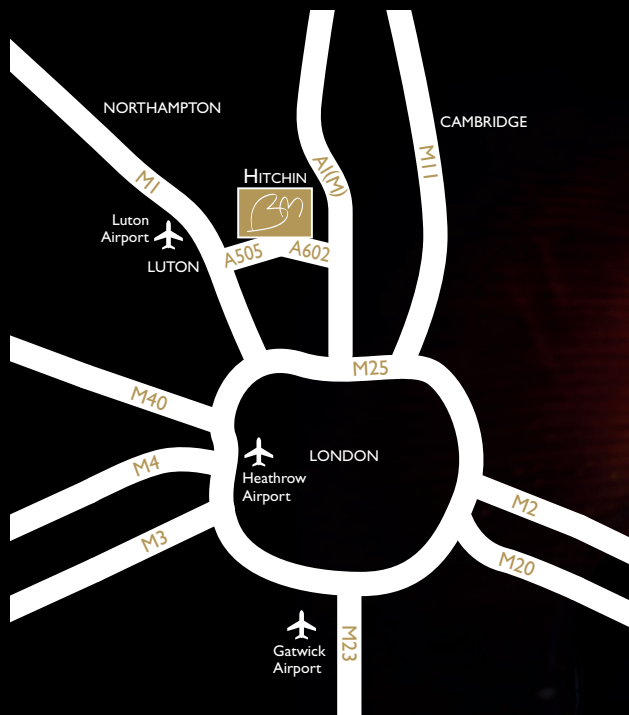 NORTHAMPTON
CAMBRIDGE
M1
A1(M)
M11
HITCHIN
Luton
Airport
LUTON
A505
A602
M25
M40
LONDON
M4
Heathrow
Airport
M2
M3
M20
M23
Gatwick
Airport